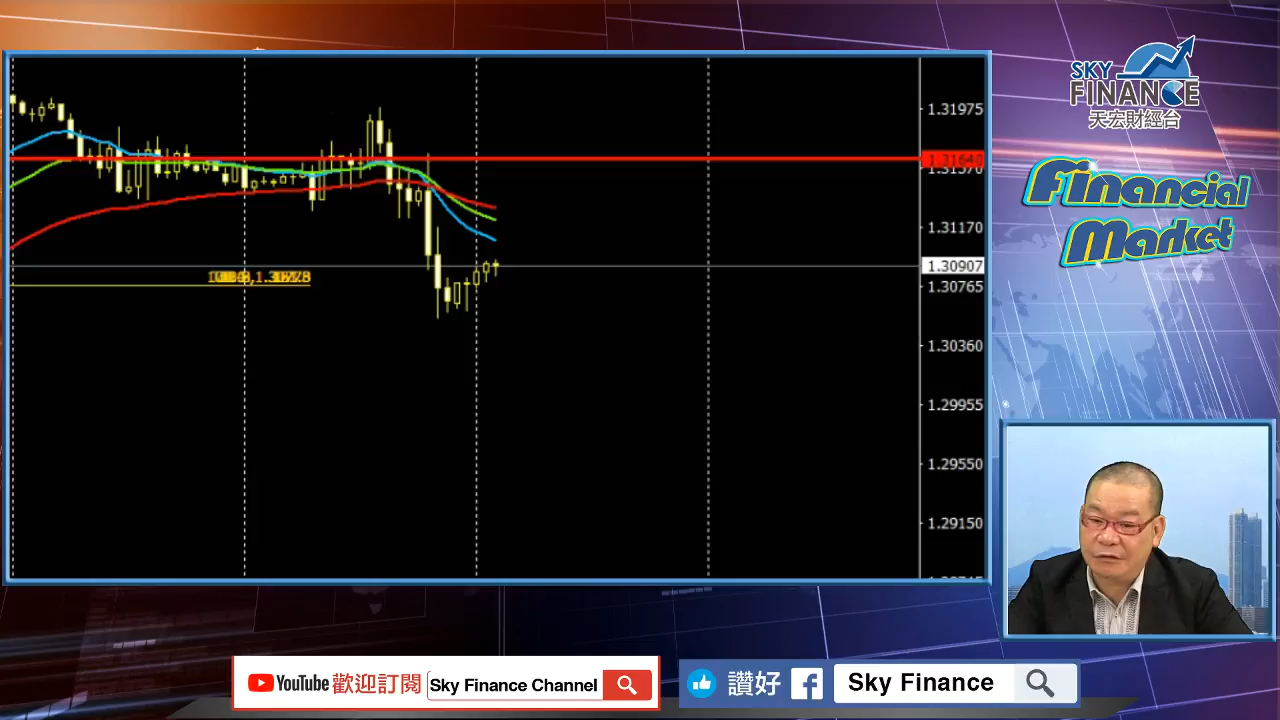 SKY
FINANCE
天宏財經台
Financial
Market
1.31975
1.31640
1.31570
1.31170
1.30907
1.30765
1.30360
1.29955
1.29550
1.29150
YouTube 歡迎訂閱 Sky Finance Channel
讚好 Sky Finance